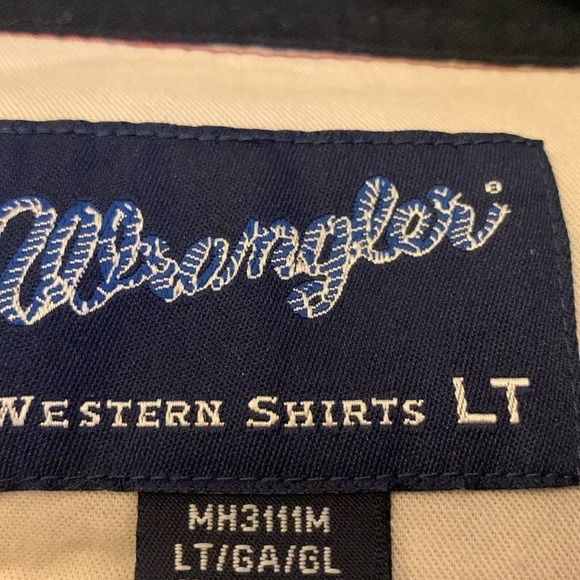 Wrangler®
WESTERN SHIRTS LT
MH3111M
LT/GA/GL